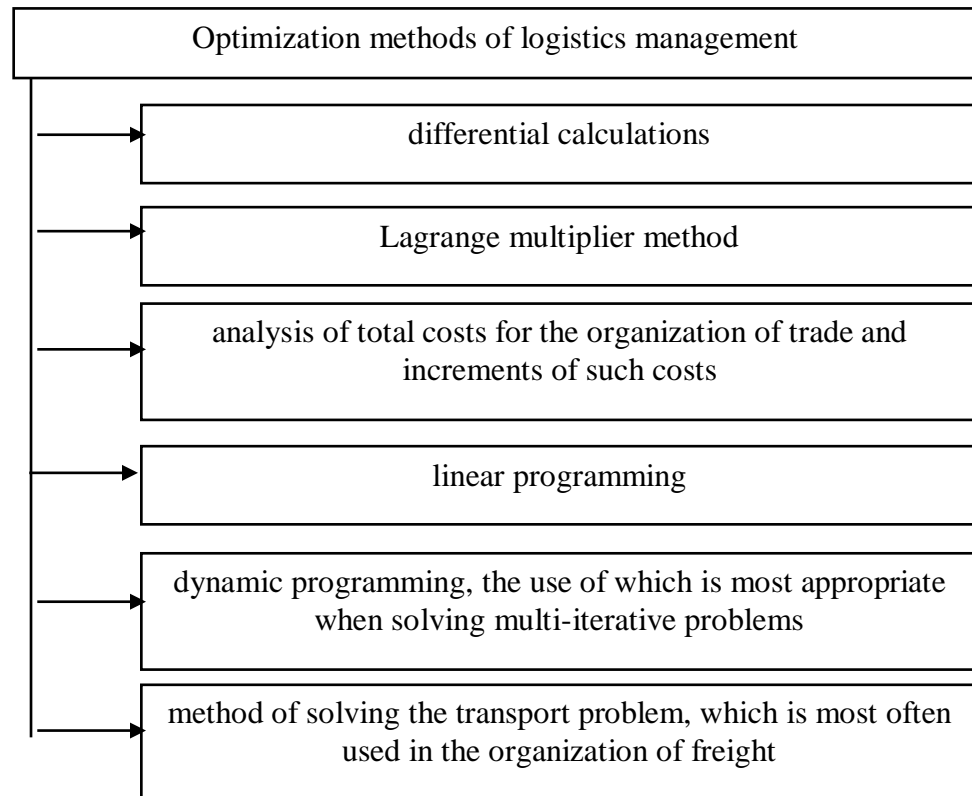 Optimization methods of logistics management
differential calculations
Lagrange multiplier method
analysis of total costs for the organization of trade and
increments of such costs
linear programming
dynamic programming, the use of which is most appropriate
when solving multi-iterative problems
method of solving the transport problem, which is most often
used in the organization of freight